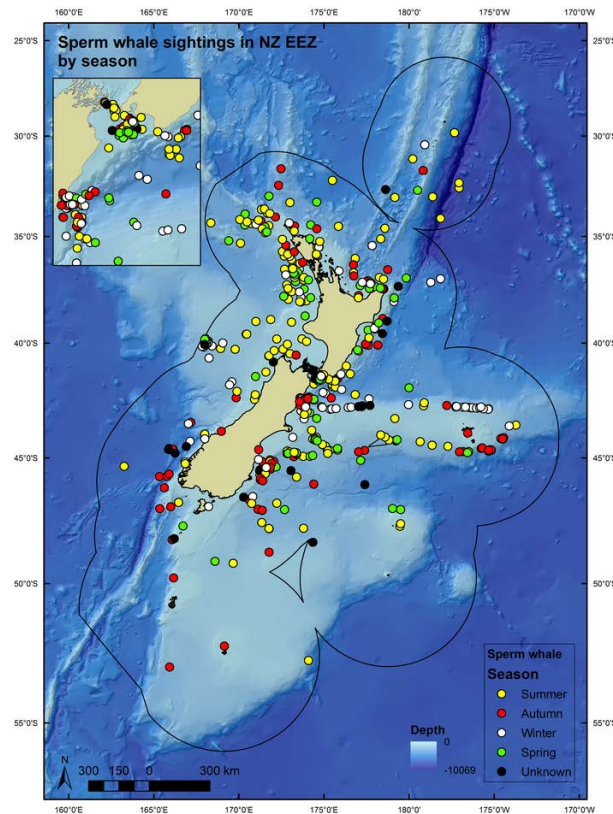 160°0'E 165°0'E 170°0'E 175°0'E 180°0'E 175°0'W 170°0'W
Sperm whale sightings in NZ EEZ
by season
25°0'S
30°0'S
35°0'S
40°0'S
45°0'S
50°0'S
55°0'S
25°0'S
30°0'S
35°0'S
40°0'S
45°0'S
50°0'S
55°0'S
Sperm whale
Season
Summer
Autumn
Winter
Spring
Unknown
Depth
0
-10069
N
300 150 0 300 km
160°0'E 165°0'E 170°0'E 175°0'E 180°0'E 175°0'W 170°0'W